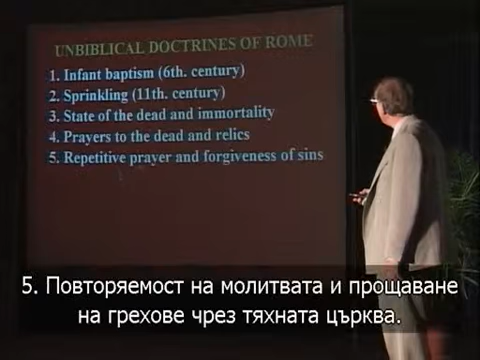 UNBIBLICAL DOCTRINES OF ROME
1. Infant baptism (6th. century)
2. Sprinkling (11th. century)
3. State of the dead and immortality
4. Prayers to the dead and relics
5. Repetitive prayer and forgiveness of sins
5. Повторяемост на молитвата и прощаване
на грехове чрез тяхната църква.